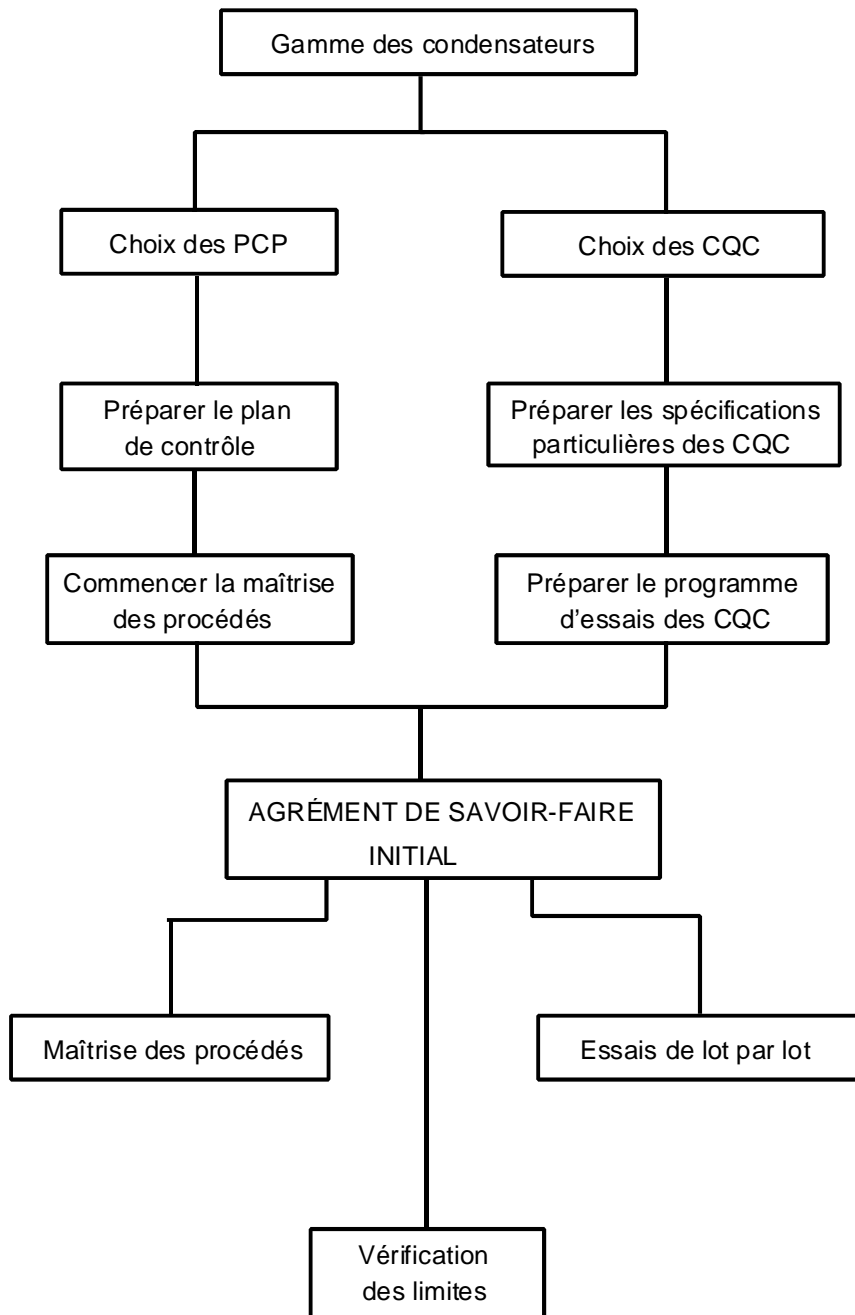 Gamme des condensateurs
Choix des PCP
Choix des CQC
Préparer le plan
de contrôle
Préparer les spécifications
particulières des CQC
Commencer la maîtrise
des procédés
Préparer le programme
d'essais des CQC
AGRÉMENT DE SAVOIR-FAIRE
INITIAL
Maîtrise des procédés
Essais de lot par lot
Vérification
des limites